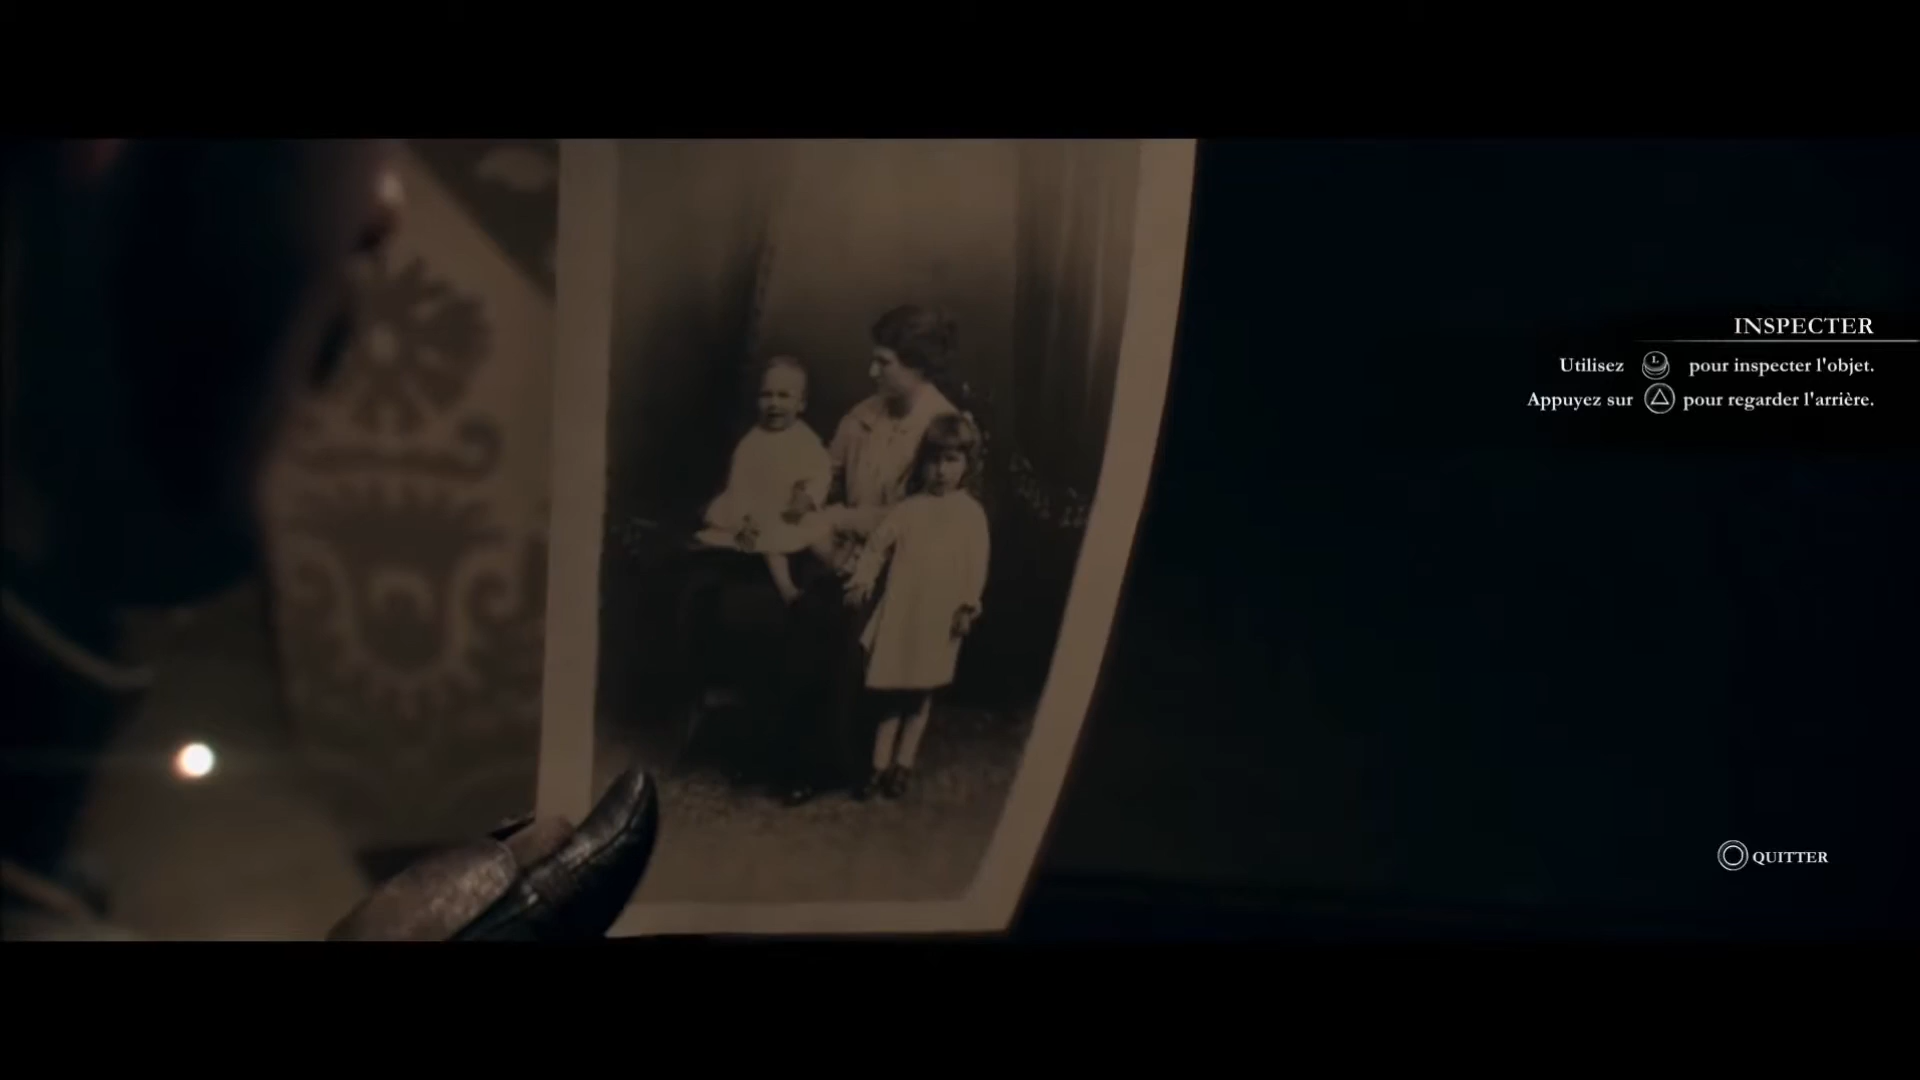 INSPECTER
Utilisez L pour inspecter l'objet.
Appuyez sur pour regarder l'arrière.
QUITTER